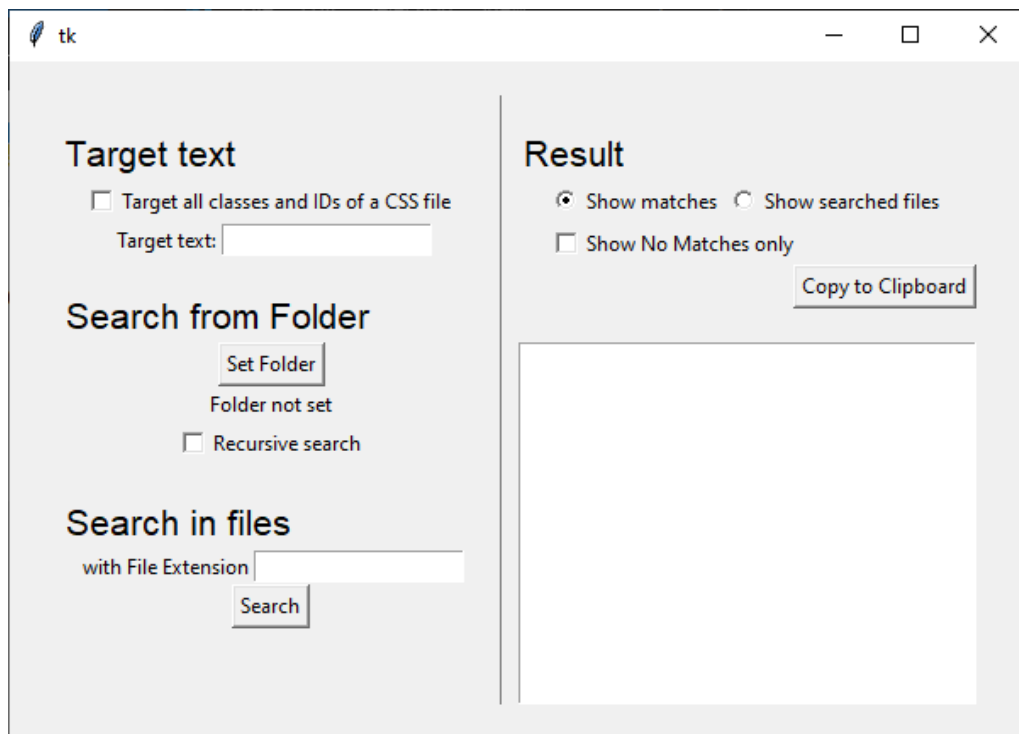 tk
Target text
Target all classes and IDs of a CSS file
Target text:
Search from Folder
Set Folder
Folder not set
Recursive search
Search in files
with File Extension
Search
Result
Show matches Show searched files
Show No Matches only
Copy to Clipboard